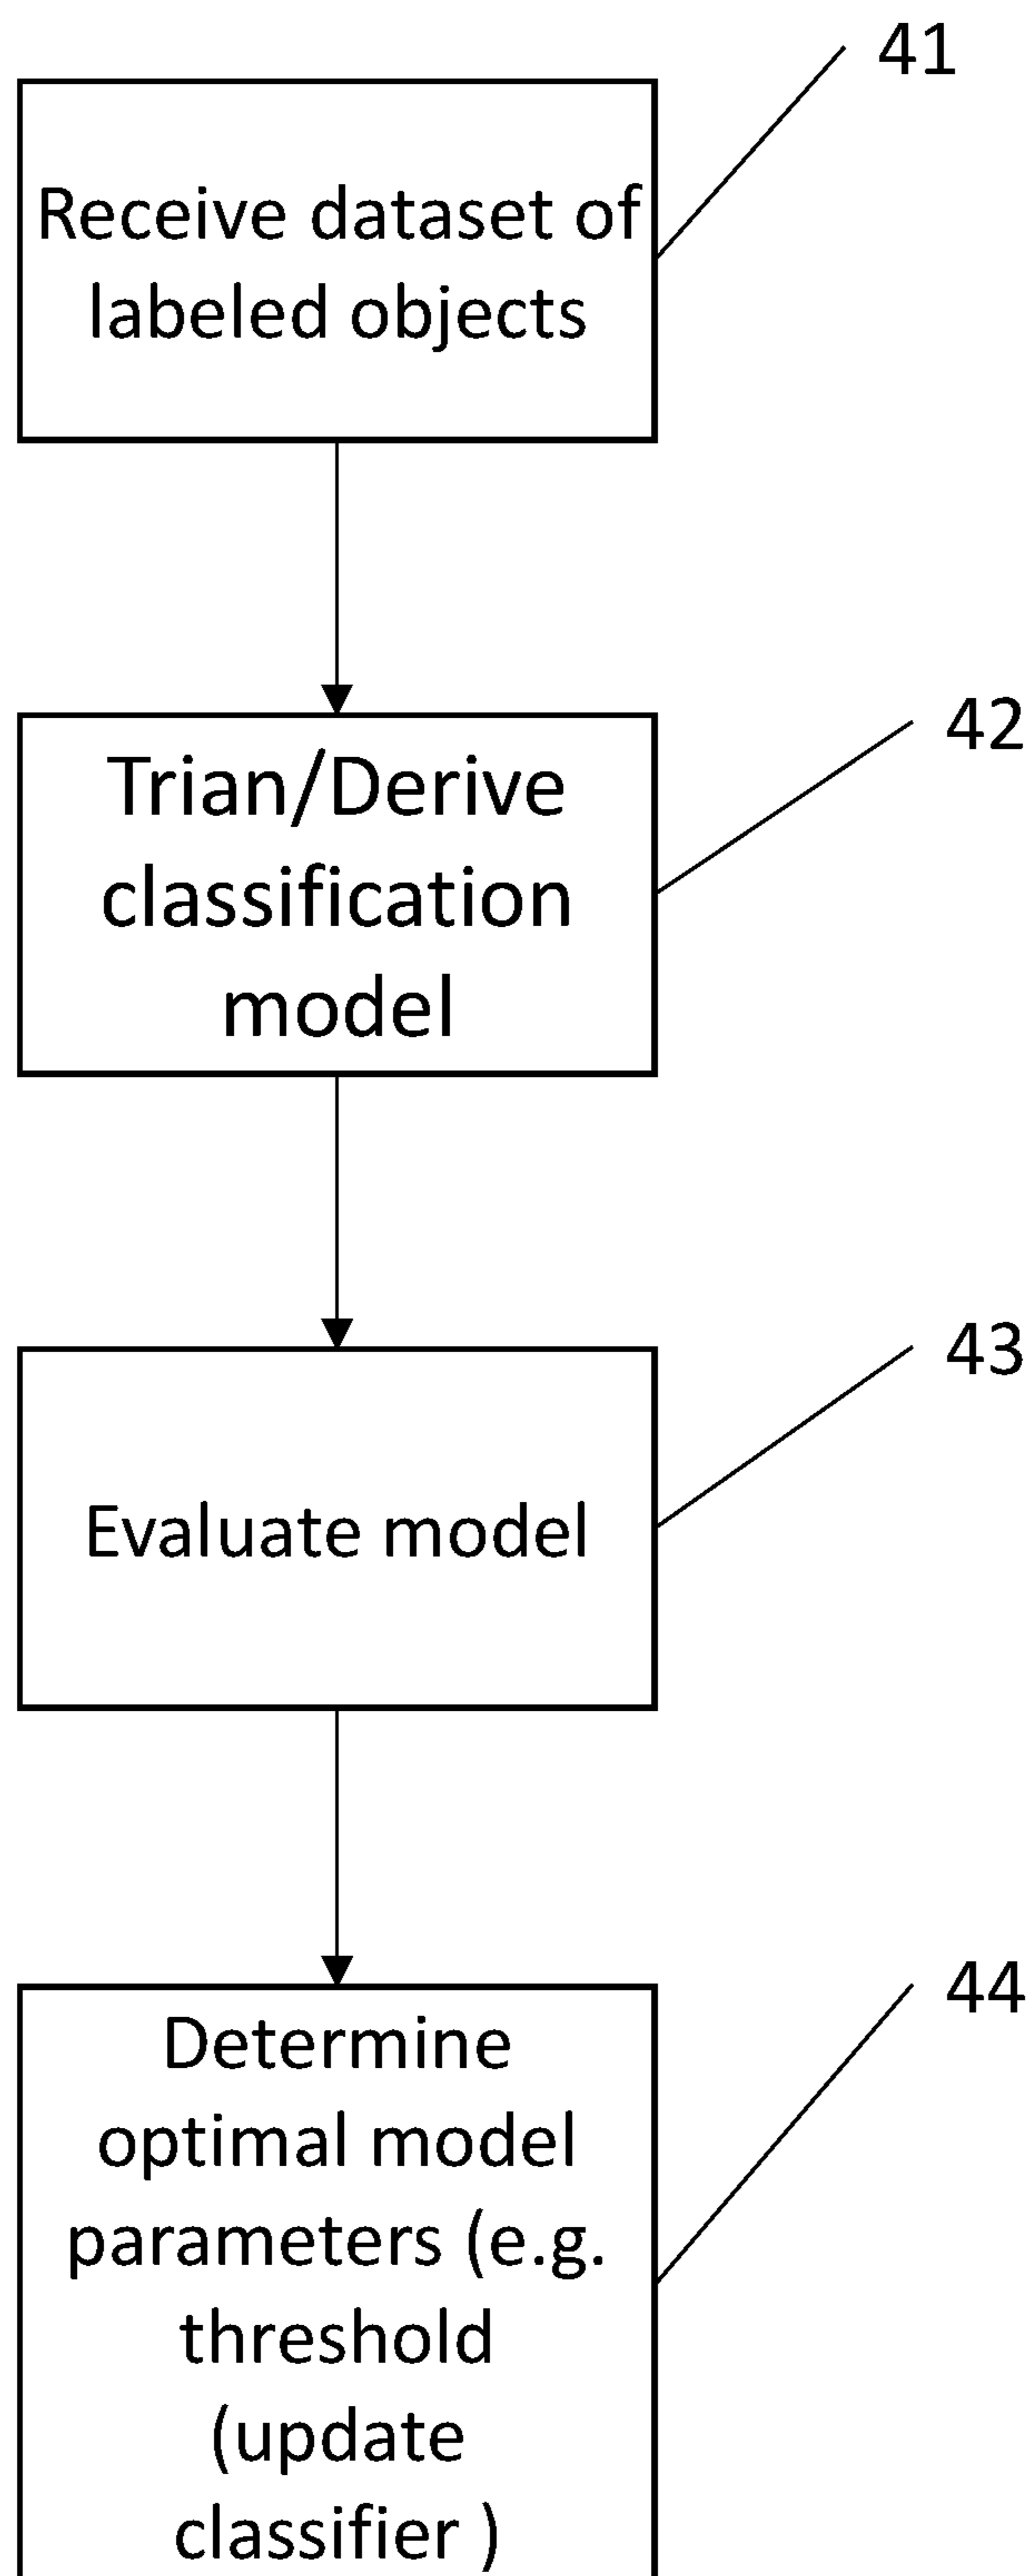 41
Receive dataset of
labeled objects
42
Trian/Derive
classification
model
43
Evaluate model
44
Determine
optimal model
parameters (e.g.
threshold
(update
classifier )